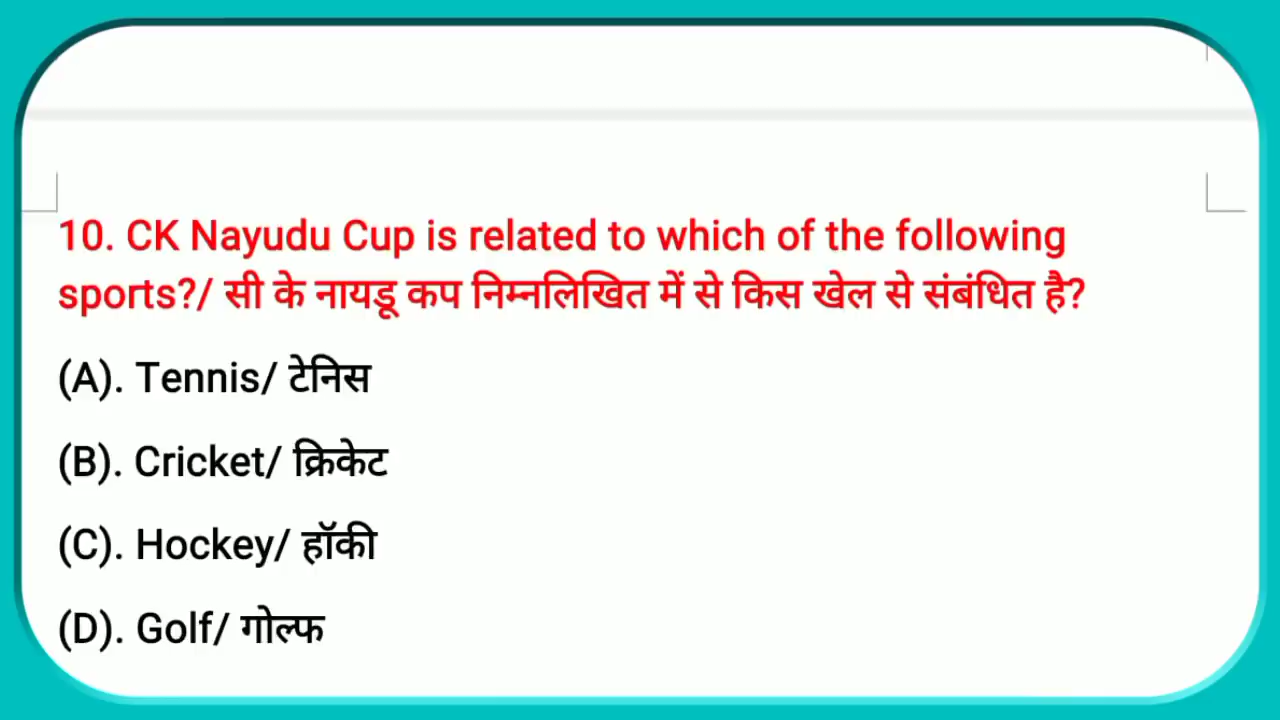 10. CK Nayudu Cup is related to which of the following
sports?/ सी के नायडू कप निम्नलिखित में से किस खेल से संबंधित है?
(A). Tennis/ टेनिस
(B). Cricket/ क्रिकेट
(C). Hockey/ हॉकी
(D). Golf/ गोल्फ